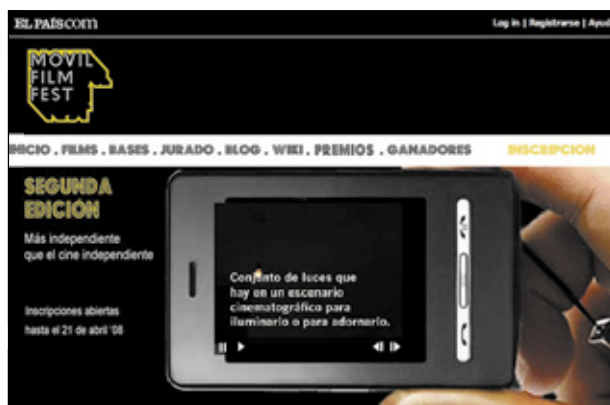 EL PAIS.com
Log in | Registrarse | Ayud
MOVIL
FILM
FEST
INICIO . FILMS . BASES . JURADO . BLOG . WIKI . PREMIOS . GANADORES INSCRIPCION
SEGUNDA
EDICIÓN
Más independiente
que el cine independiente
Inscripciones abiertas
hasta el 21 de abril '08
Conjunto de luces que
hay en un escenario
cinematográfico para
iluminarlo o para adornarlo.